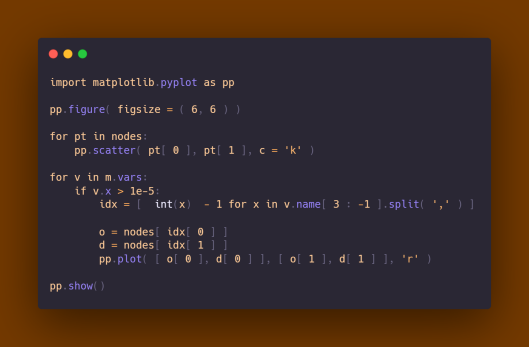 import matplotlib.pyplot as pp
pp.figure( figsize = ( 6, 6 ) )
for pt in nodes:
pp.scatter( pt[ 0 ], pt[ 1 ], c = 'k' )
for v in m.vars:
if v.x > 1e-5:
idx = [  int(x)  - 1 for x in v.name[ 3 : -1 ].split( ',' ) ]
o = nodes[ idx[ 0 ] ]
d = nodes[ idx[ 1 ] ]
pp.plot( [ o[ 0 ], d[ 0 ] ], [ o[ 1 ], d[ 1 ] ], 'r' )
pp.show()